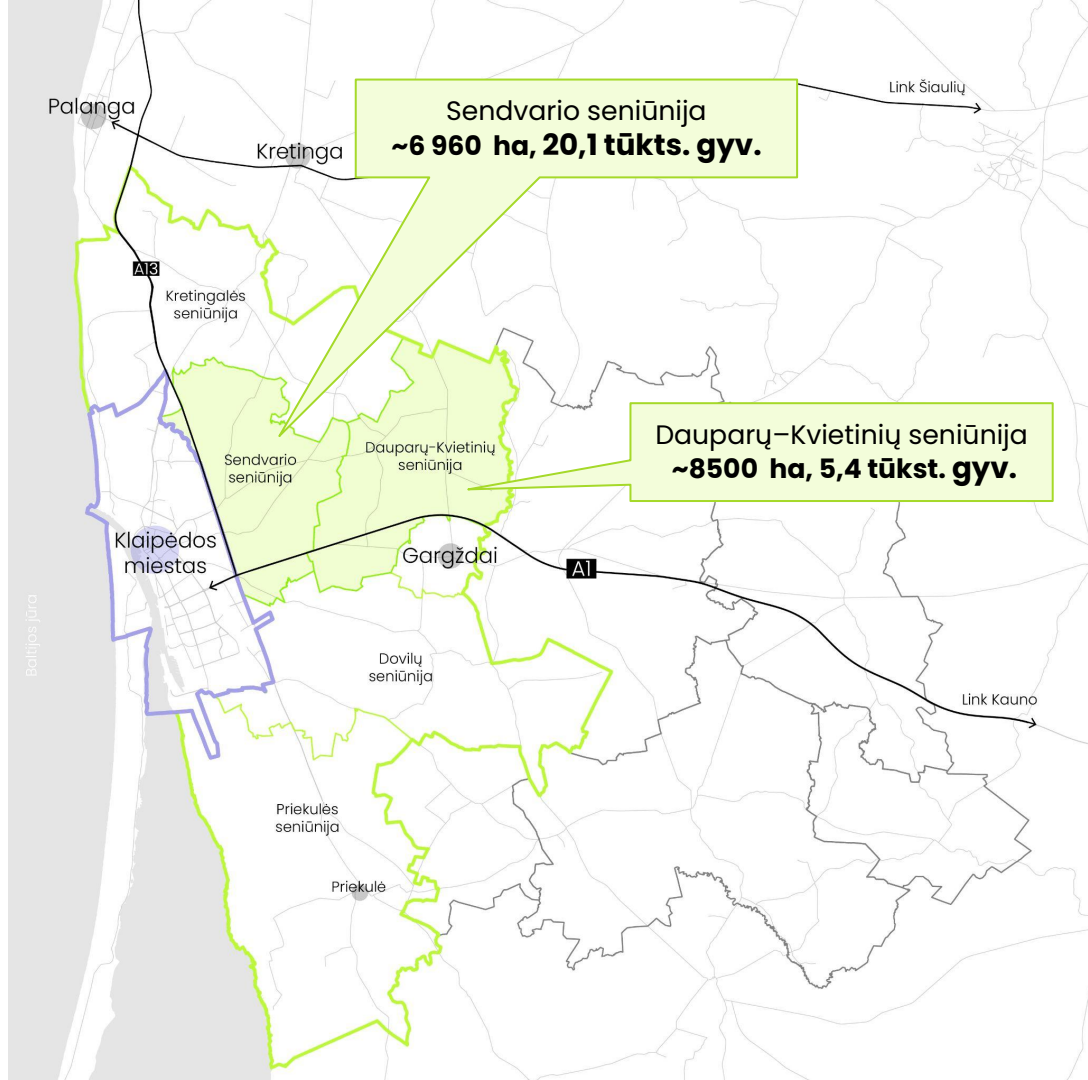 Link Šiaulių
Palanga
Sendvario seniūnija
~6 960 ha, 20,1 tūkts. gyv.
Kretinga
A13
Kretingalės
seniūnija
Dauparų–Kvietinių seniūnija
~8500 ha, 5,4 tūkst. gyv.
Dauparų-Kvietinių
seniūnija
Sendvario
seniūnija
Klaipėdos
miestas
Gargždai
A1
Baltijos jūra
Dovilų
seniūnija
Link Kauno
Priekulės
seniūnija
Priekulė